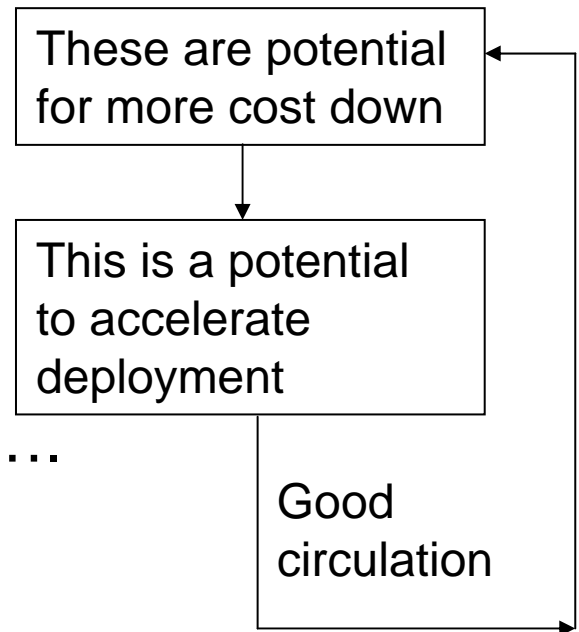 These are potential
for more cost down
This is a potential
to accelerate
deployment
...
Good
circulation